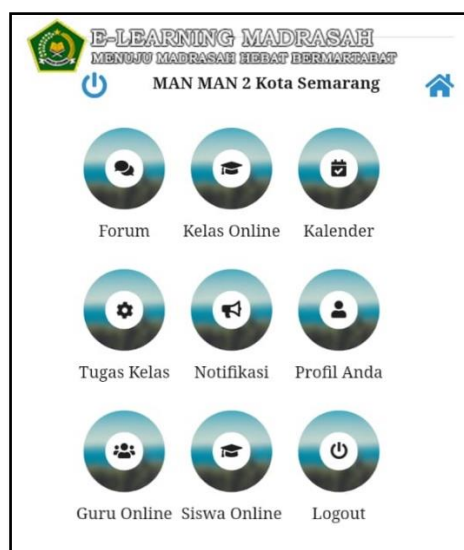 E-LEARNING MADRASAH
MENUJU MADRASAH HEBAT BERMARTABAT
MAN MAN 2 Kota Semarang
Forum Kelas Online Kalender
Tugas Kelas Notifikasi Profil Anda
Guru Online Siswa Online Logout